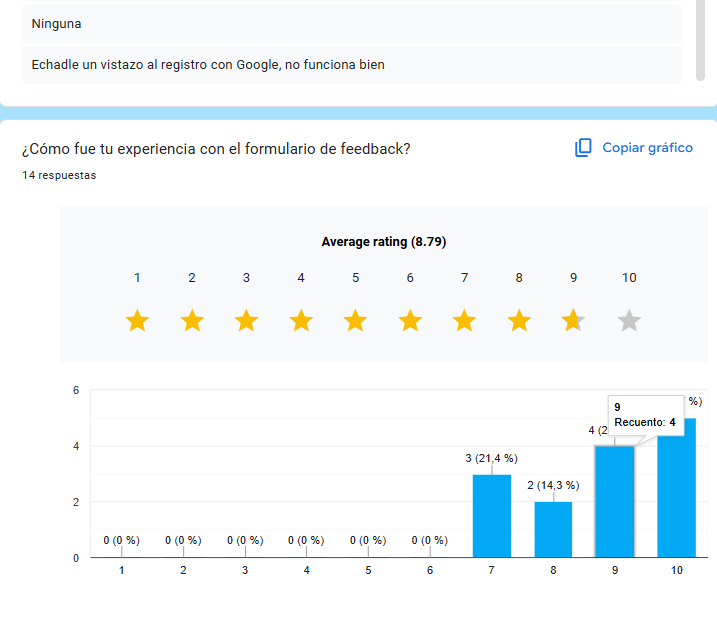 Ninguna
Echadle un vistazo al registro con Google, no funciona bien
¿Cómo fue tu experiencia con el formulario de feedback?
Copiar gráfico
14 respuestas
Average rating (8.79)
1 2 3 4 5 6 7 8 9 10
6
4
2
0
0 (0 %) 0 (0 %) 0 (0 %) 0 (0 %) 0 (0 %) 0 (0 %) 3 (21,4 %) 2 (14,3 %) 4 (2 %)
9
Recuento: 4
1 2 3 4 5 6 7 8 9 10